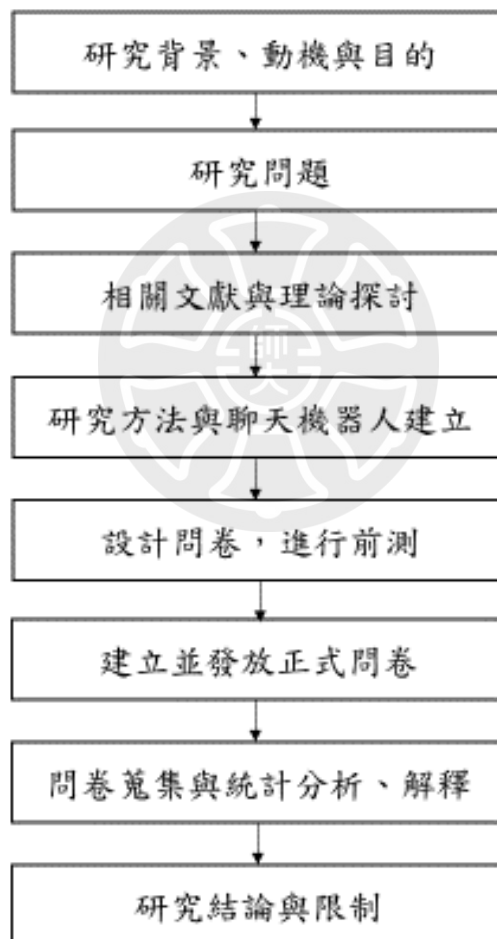 研究背景、動機與目的
研究問題
相關文獻與理論探討
師大
研究方法與聊天機器人建立
設計問卷，進行前測
建立並發放正式問卷
問卷蒐集與統計分析、解釋
研究結論與限制